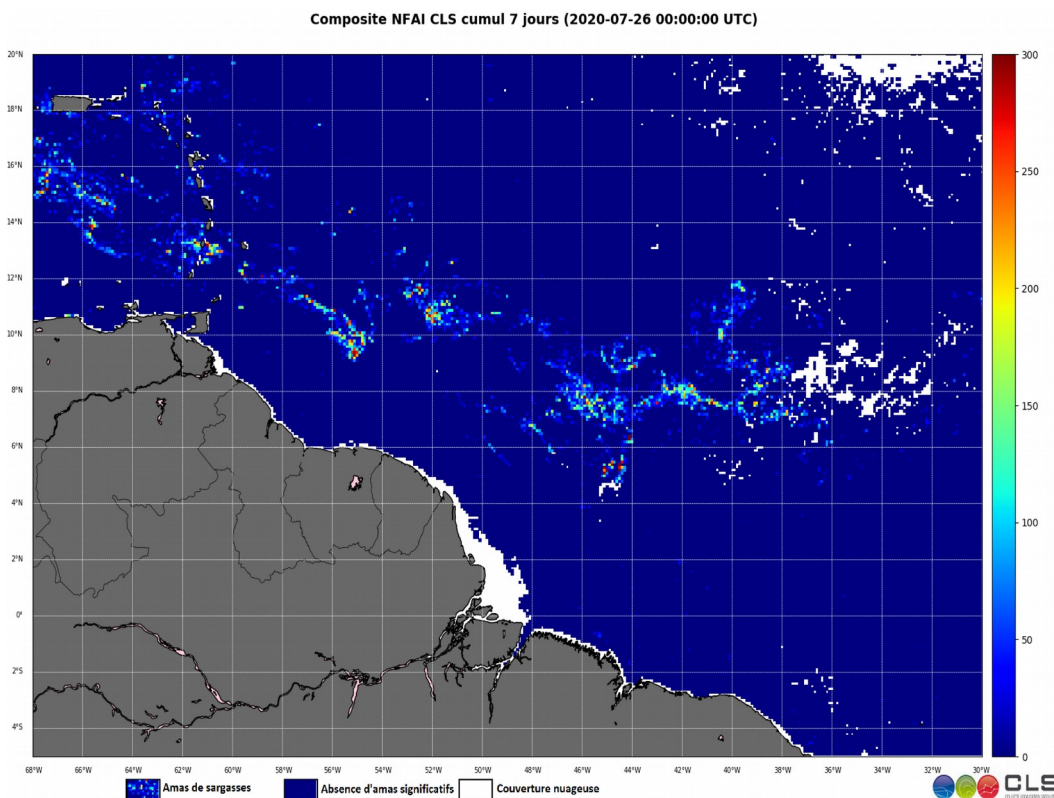 Composite NFAI CLS cumul 7 jours (2020-07-26 00:00:00 UTC)
20°N
18°N
16°N
14°N
12°N
10°N
8°N
6°N
4°N
2°N
0°
2°S
4°S
300
250
200
150
100
50
0
68°W 66°W 64°W 62°W 60°W 58°W 56°W 54°W 52°W 50°W 48°W 46°W 44°W 42°W 40°W 38°W 36°W 34°W 32°W 30°W
Amas de sargasses Absence d'amas significatifs Couverture nuageuse
CLS